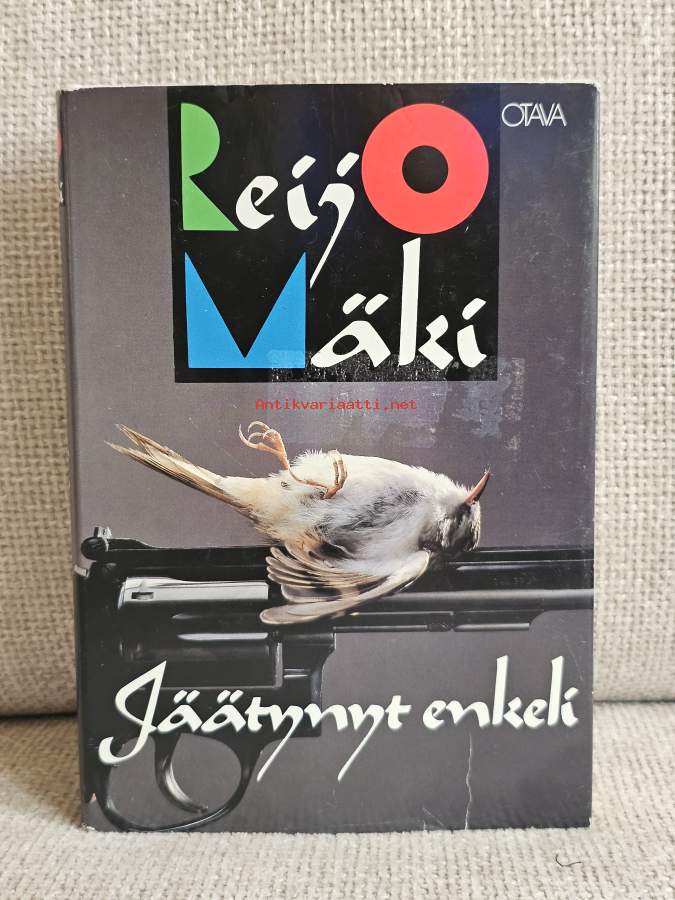 OTAVA
Reijo
Mäki
Antikvariaatti.net
Jäätynyt enkeli